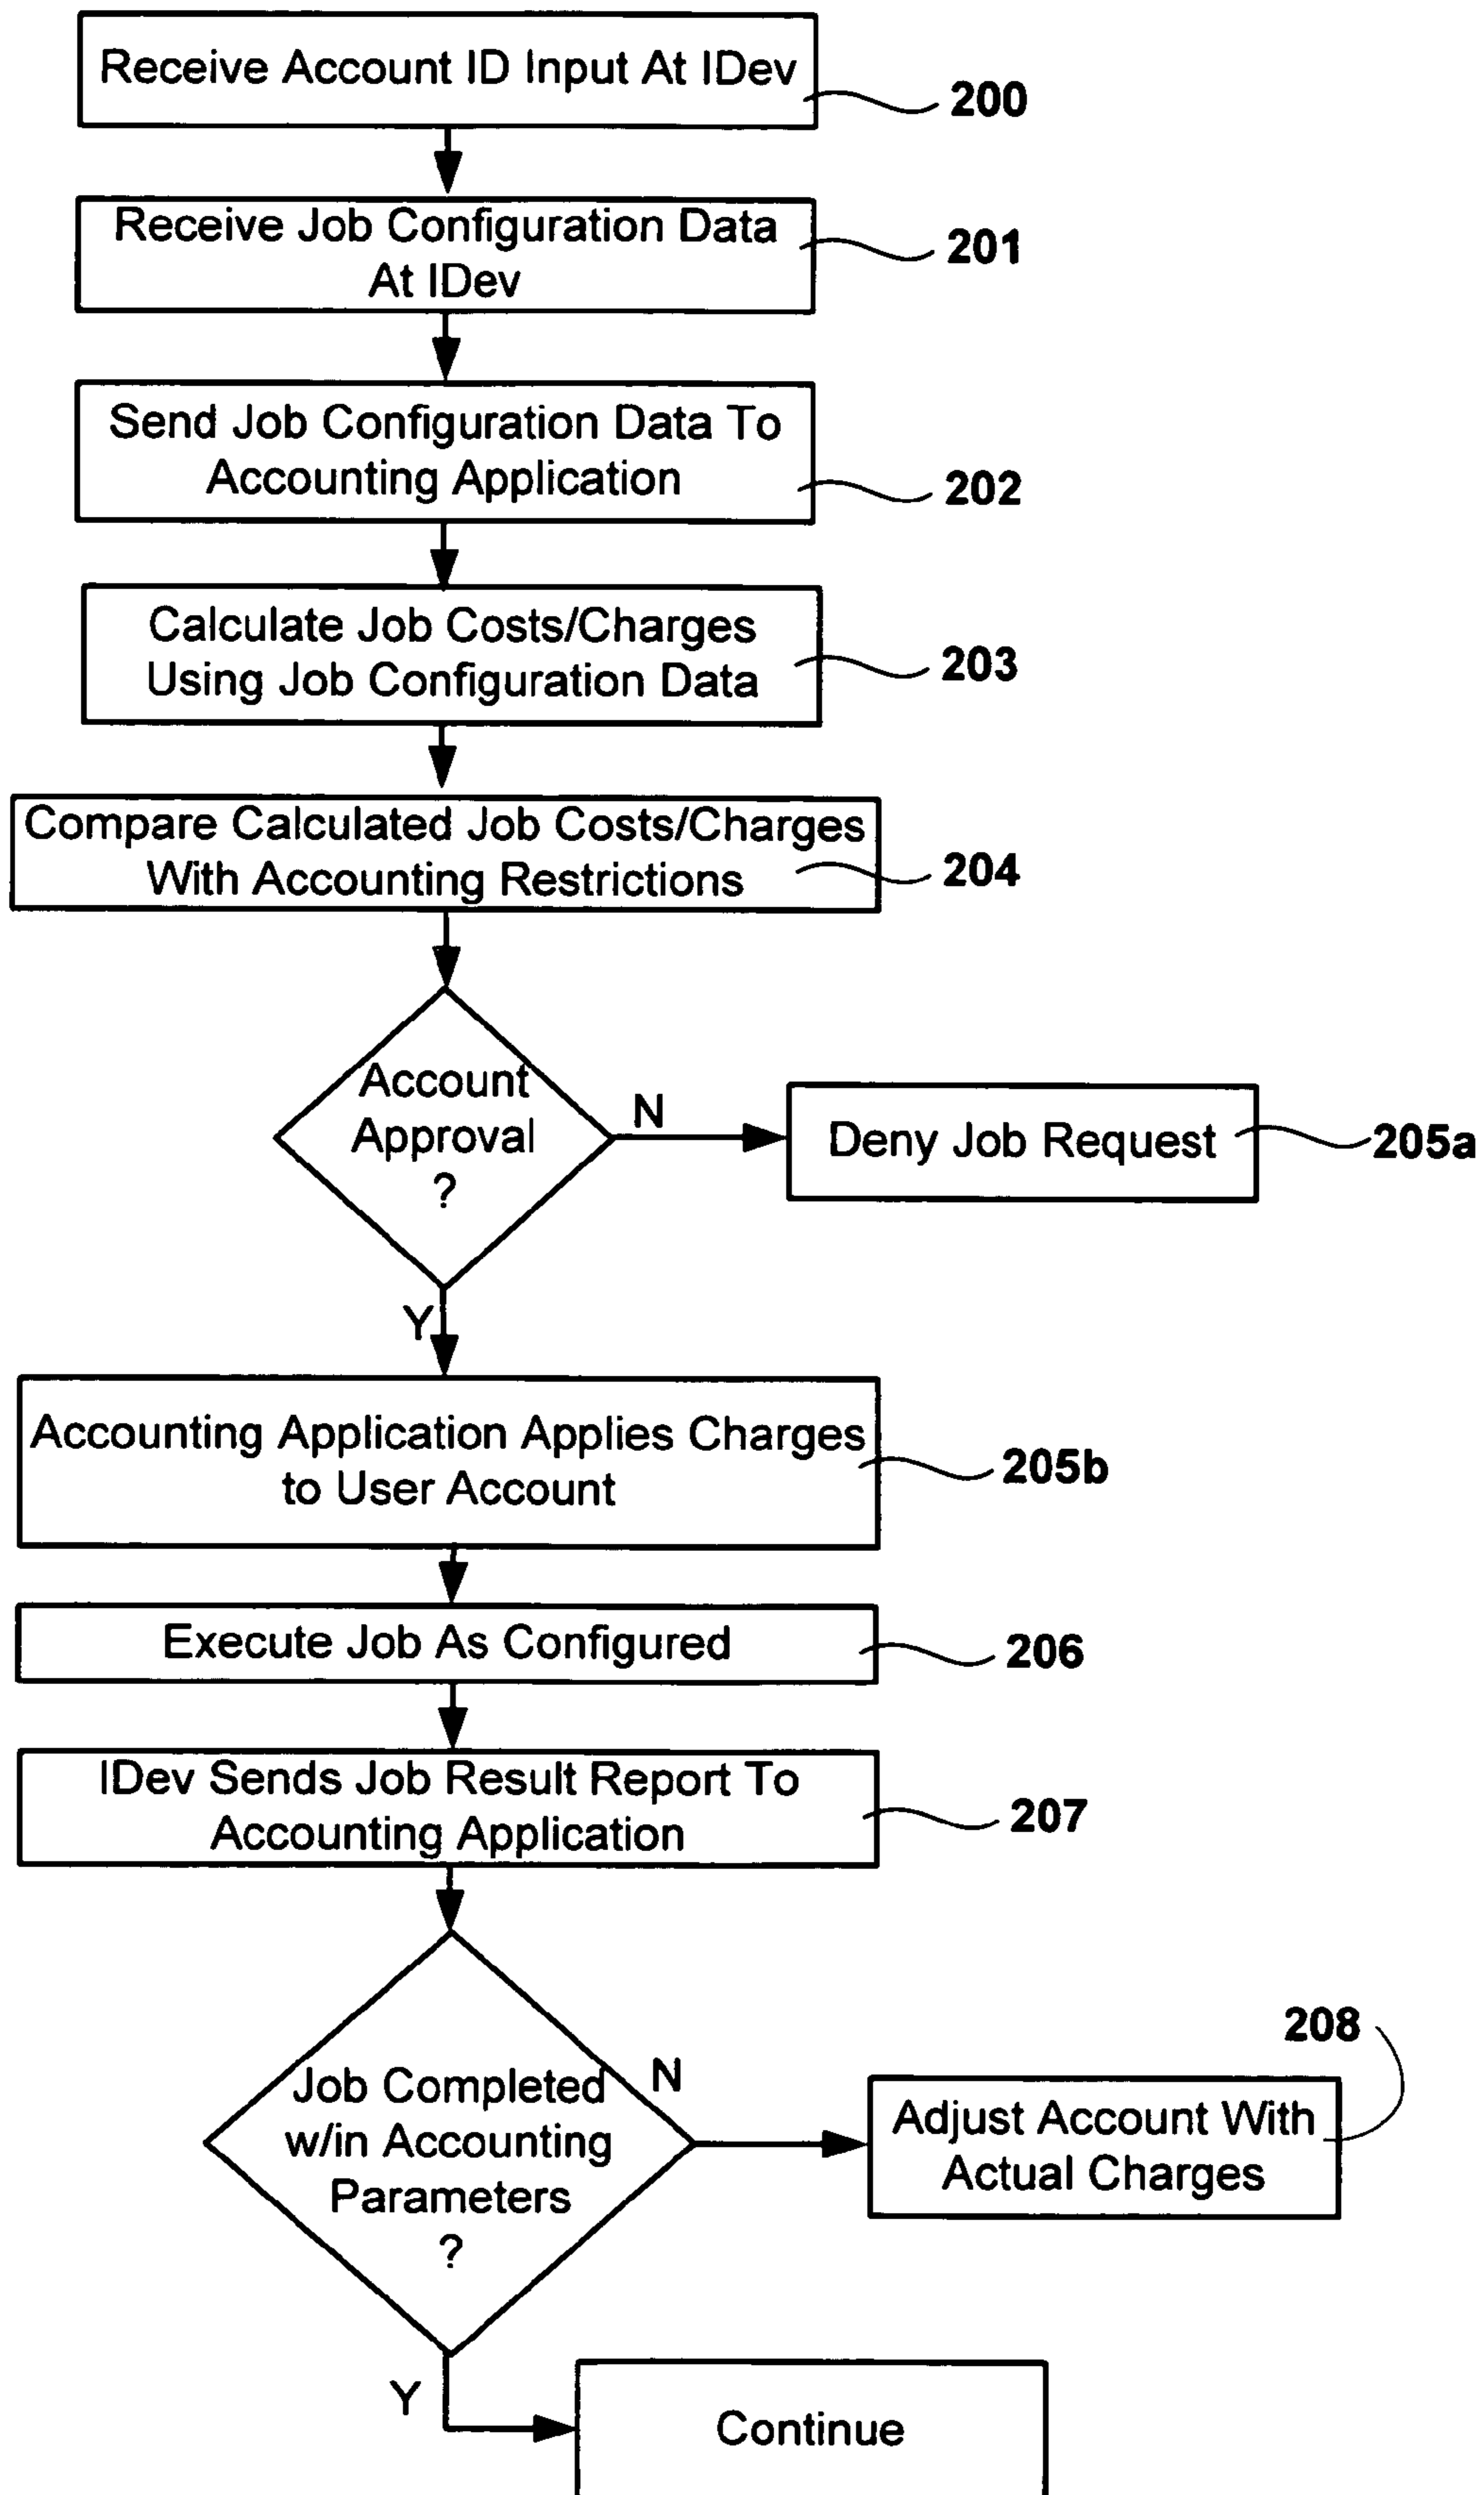 Receive Account ID Input At IDev
200
Receive Job Configuration Data
At IDev
201
Send Job Configuration Data To
Accounting Application
202
Calculate Job Costs/Charges
Using Job Configuration Data
203
Compare Calculated Job Costs/Charges
With Accounting Restrictions
204
Account
Approval
?
N
Deny Job Request
205a
Y
Accounting Application Applies Charges
to User Account
205b
Execute Job As Configured
206
IDev Sends Job Result Report To
Accounting Application
207
Job Completed
w/in Accounting
Parameters
?
N
208
Adjust Account With
Actual Charges
Y
Continue